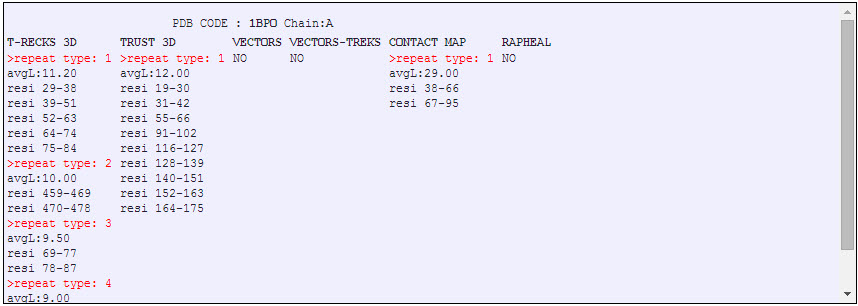 PDB CODE : 1BPO Chain:A
T-RECKS 3D TRUST 3D VECTORS VECTORS-TREKS CONTACT MAP RAPHEAL
>repeat type: 1 >repeat type: 1 NO NO >repeat type: 1 NO
avgL:11.20 avgL:12.00 avgL:29.00
resi 29-38 resi 19-30 resi 38-66
resi 39-51 resi 31-42 resi 67-95
resi 52-63 resi 55-66
resi 64-74 resi 91-102
resi 75-84 resi 116-127
>repeat type: 2 resi 128-139
avgL:10.00 resi 140-151
resi 459-469 resi 152-163
resi 470-478 resi 164-175
>repeat type: 3
avgL:9.50
resi 69-77
resi 78-87
>repeat type: 4
avgL:9.00